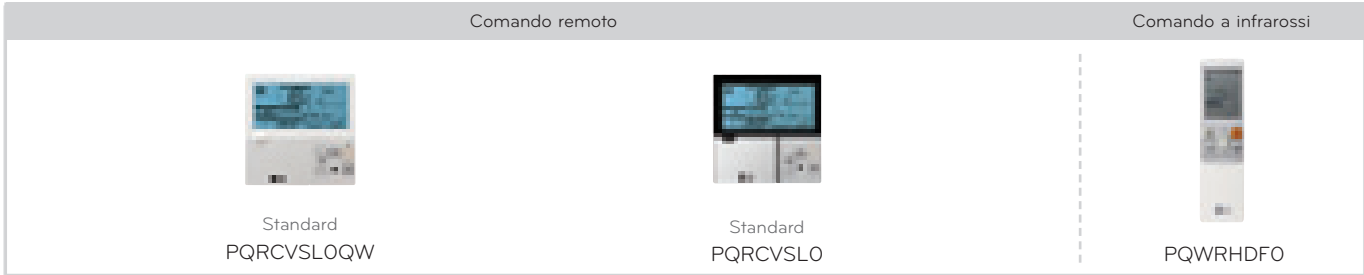 Comando remoto
Comando a infrarossi
Standard
PQRCVSL0QW
Standard
PQRCVSL0
PQWRHDF0